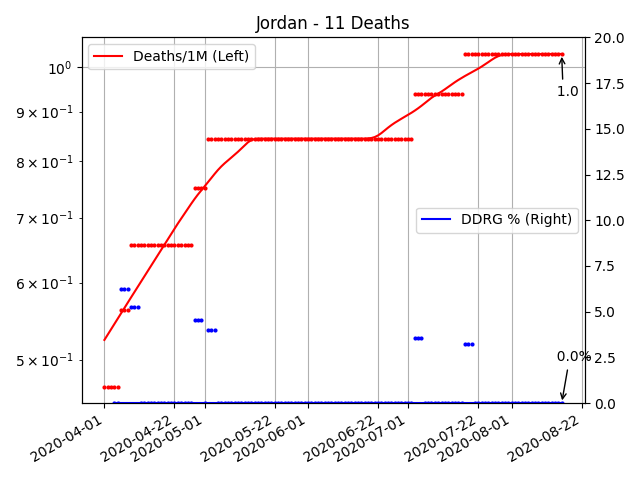 Jordan - 11 Deaths
Deaths/1M (Left)
10⁰
9 × 10⁻¹
8 × 10⁻¹
7 × 10⁻¹
6 × 10⁻¹
5 × 10⁻¹
20.0
17.5
15.0
12.5
10.0
7.5
5.0
2.5
0.0
1.0
DDRG % (Right)
0.0%
2020-04-01
2020-04-22
2020-05-01
2020-05-22
2020-06-01
2020-06-22
2020-07-01
2020-07-22
2020-08-01
2020-08-22